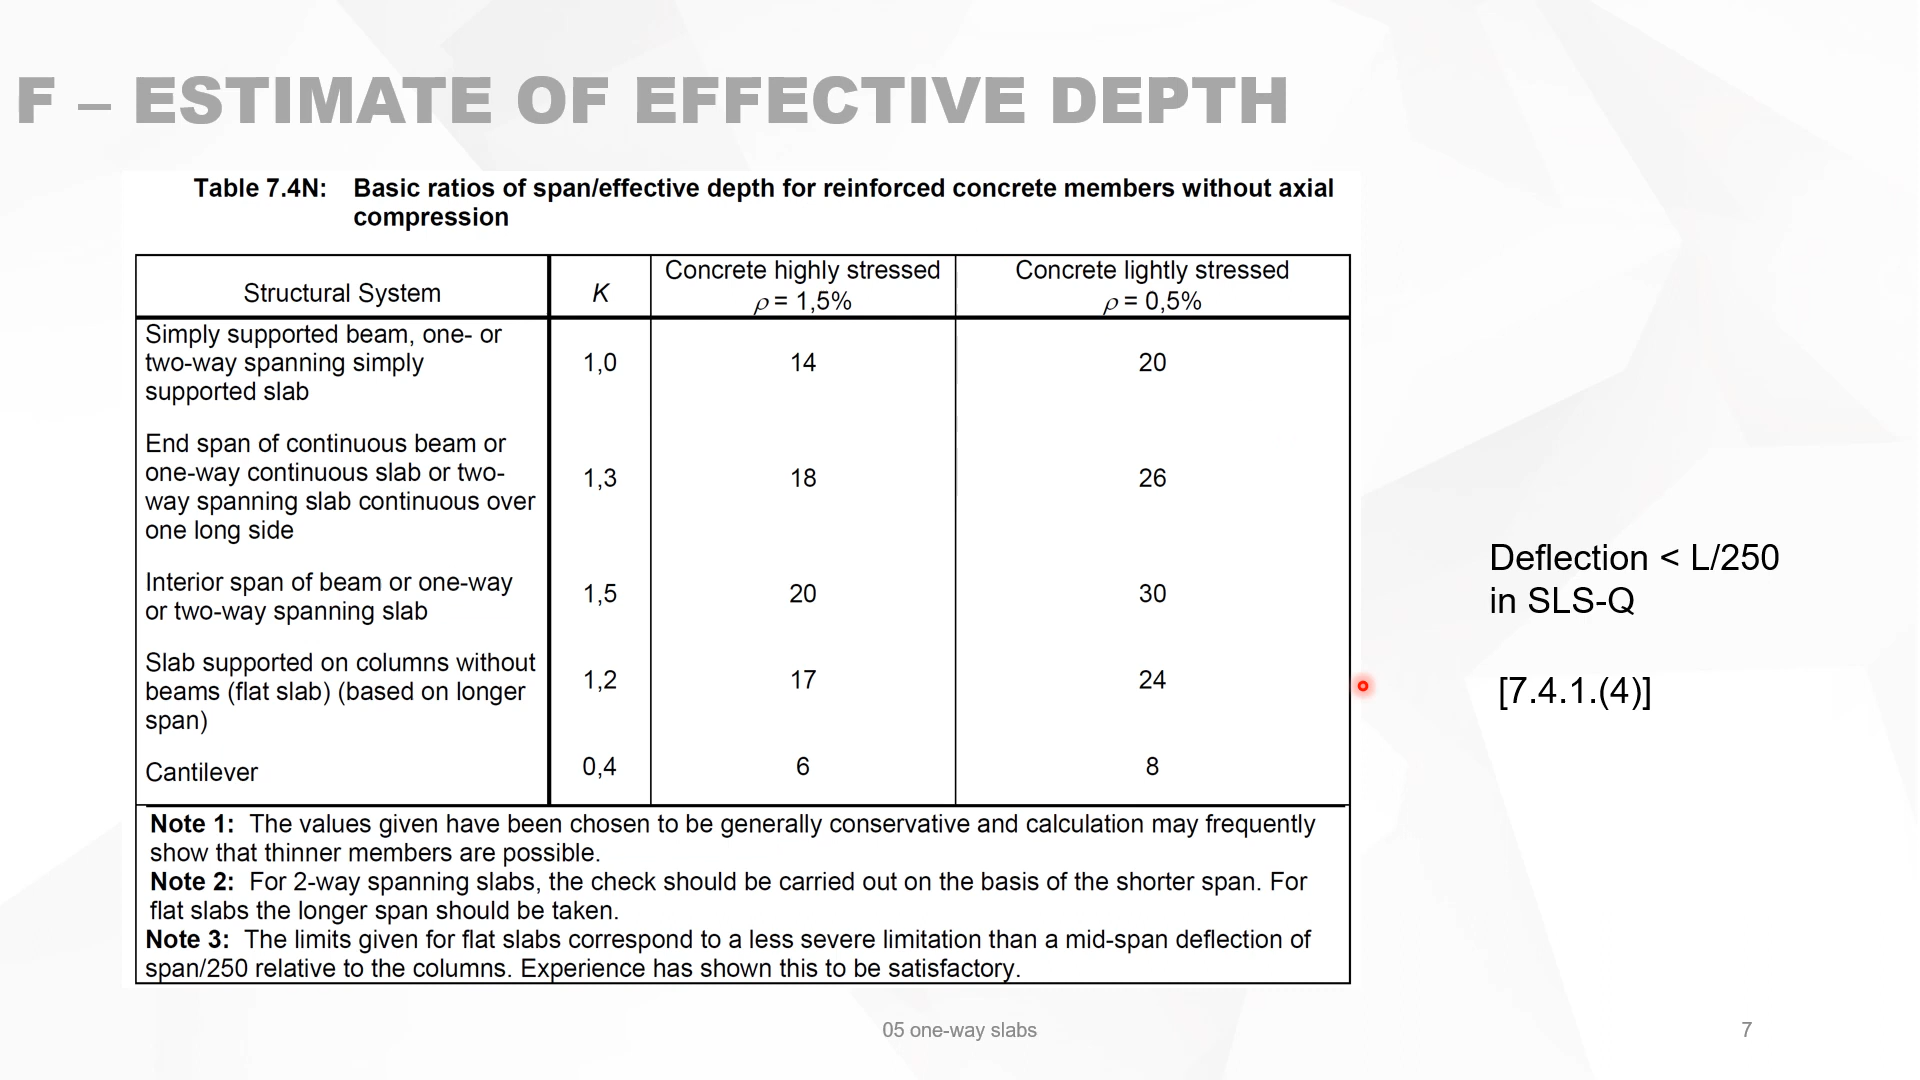 F – ESTIMATE OF EFFECTIVE DEPTH
Table 7.4N: Basic ratios of span/effective depth for reinforced concrete members without axial
compression
Structural System
K
Concrete highly stressed
ρ = 1,5%
Concrete lightly stressed
ρ = 0,5%
Simply supported beam, one- or
two-way spanning simply
supported slab
1,0
14
20
End span of continuous beam or
one-way continuous slab or two-
way spanning slab continuous over
one long side
1,3
18
26
Interior span of beam or one-way
or two-way spanning slab
1,5
20
30
Slab supported on columns without
beams (flat slab) (based on longer
span)
1,2
17
24
Cantilever
0,4
6
8
Note 1: The values given have been chosen to be generally conservative and calculation may frequently
show that thinner members are possible.
Note 2: For 2-way spanning slabs, the check should be carried out on the basis of the shorter span. For
flat slabs the longer span should be taken.
Note 3: The limits given for flat slabs correspond to a less severe limitation than a mid-span deflection of
span/250 relative to the columns. Experience has shown this to be satisfactory.
Deflection < L/250
in SLS-Q
[7.4.1.(4)]
05 one-way slabs
7